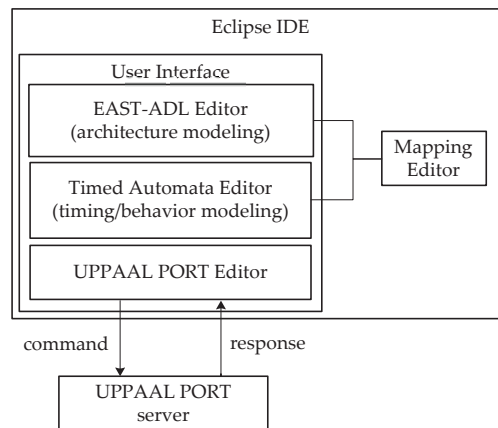 Eclipse IDE
User Interface
EAST-ADL Editor
(architecture modeling)
Mapping
Editor
Timed Automata Editor
(timing/behavior modeling)
UPPAAL PORT Editor
command
response
UPPAAL PORT
server